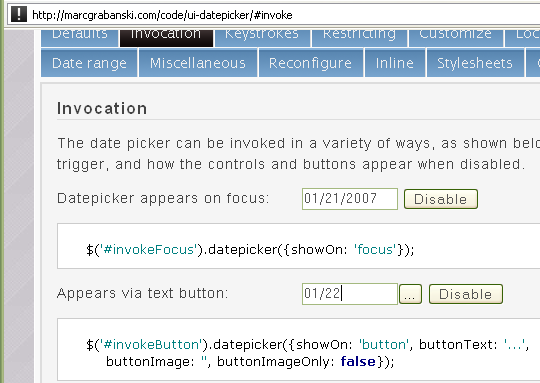 http://marcgrabanski.com/code/ui-datepicker/#invoke
Defaults Invocation Keystrokes Restricting Customize Loc
Date range Miscellaneous Reconfigure Inline Stylesheets
Invocation
The date picker can be invoked in a variety of ways, as shown belo
trigger, and how the controls and buttons appear when disabled.
Datepicker appears on focus: 01/21/2007 Disable
$('#invokeFocus').datepicker({showOn: 'focus'});
Appears via text button: 01/22 ... Disable
$('#invokeButton').datepicker({showOn: 'button', buttonText: '...',
buttonImage: '', buttonImageOnly: false});